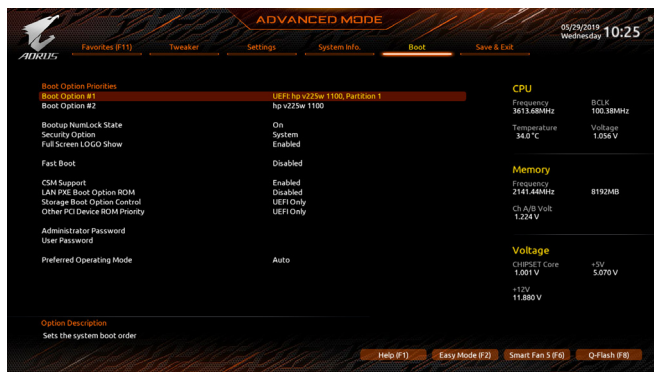 ADVANCED MODE
05/29/2019 10:25
Wednesday
AORUS
Favorites (F11) Tweaker Settings System Info. Boot Save & Exit
Boot Option Priorities
Boot Option #1 UEFI: hp v225w 1100, Partition 1
Boot Option #2 hp v225w 1100
Bootup NumLock State On
Security Option System
Full Screen LOGO Show Enabled
Fast Boot Disabled
CSM Support Enabled
LAN PXE Boot Option ROM Disabled
Storage Boot Option Control UEFI Only
Other PCI Device ROM Priority UEFI Only
Administrator Password
User Password
Preferred Operating Mode Auto
CPU
Frequency BCLK
3613.68MHz 100.38MHz
Temperature Voltage
34.0 °C 1.056 V
Memory
Frequency
2141.44MHz 8192MB
Ch A/B Volt
1.224 V
Voltage
CHIPSET Core +5V
1.001 V 5.070 V
+12V
11.880 V
Option Description
Sets the system boot order
Help (F1) Easy Mode (F2) Smart Fan 5 (F6) Q-Flash (F8)